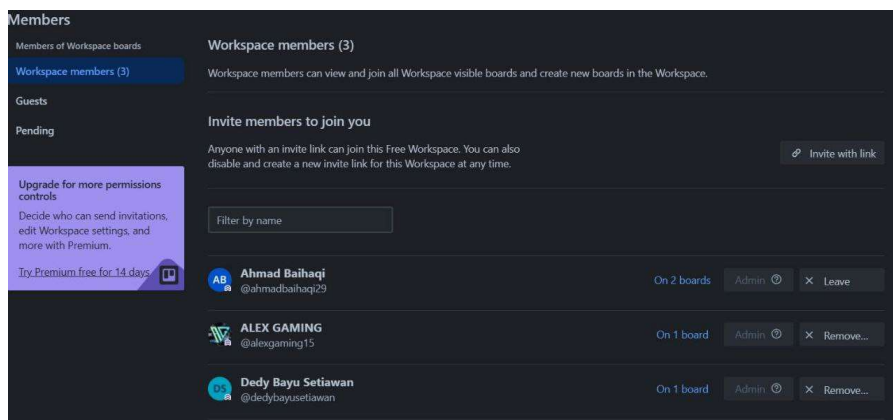 Members
Members of Workspace boards
Workspace members (3)
Guests
Pending
Upgrade for more permissions
controls
Decide who can send invitations,
edit Workspace settings, and
more with Premium.
Try Premium free for 14 days
Workspace members (3)
Workspace members can view and join all Workspace visible boards and create new boards in the Workspace.
Invite members to join you
Anyone with an invite link can join this Free Workspace. You can also
disable and create a new invite link for this Workspace at any time.
Invite with link
Filter by name
AB
Ahmad Baihaqi
@ahmadbaihaqi29
On 2 boards
Admin
Leave
ALEX GAMING
@alexgaming15
On 1 board
Admin
Remove...
DS
Dedy Bayu Setiawan
@dedybayusetiawan
On 1 board
Admin
Remove...